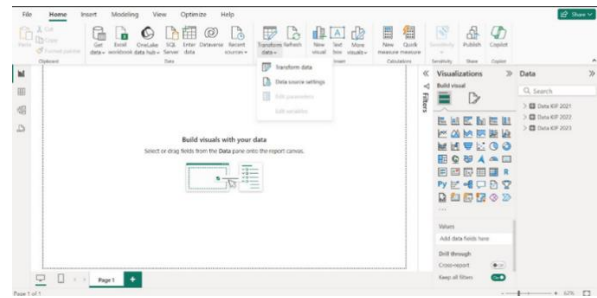 File Home Insert Modeling View Optimize Help Share
Paste Cut Copy Format painter
Get data Excel workbook OneLake data hub SQL Server Enter data Dataverse Recent sources Transform data Refresh New visual Text box More visuals New measure Quick measure Sensitivity Publish Copilot
Clipboard Data Calculations Sensitivity Share Copilot
Transform data
Data source settings
Edit parameters
Edit variables
Build visuals with your data
Select or drag fields from the Data pane onto the report canvas.
Filters
Visualizations
Build visual
Values
Add data fields here
Drill through
Cross-report
Keep all filters
Data
Search
Data KIP 2021
Data KIP 2022
Data KIP 2023
Page 1
Page 1 of 1